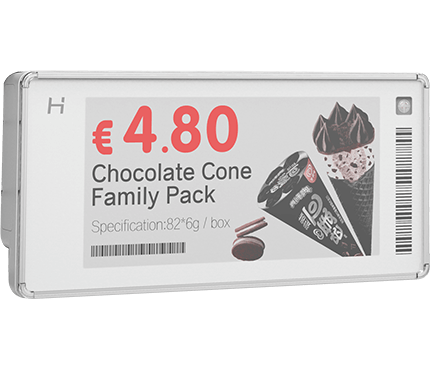 H
€ 4.80
Chocolate Cone
Family Pack
Specification:82*6g / box